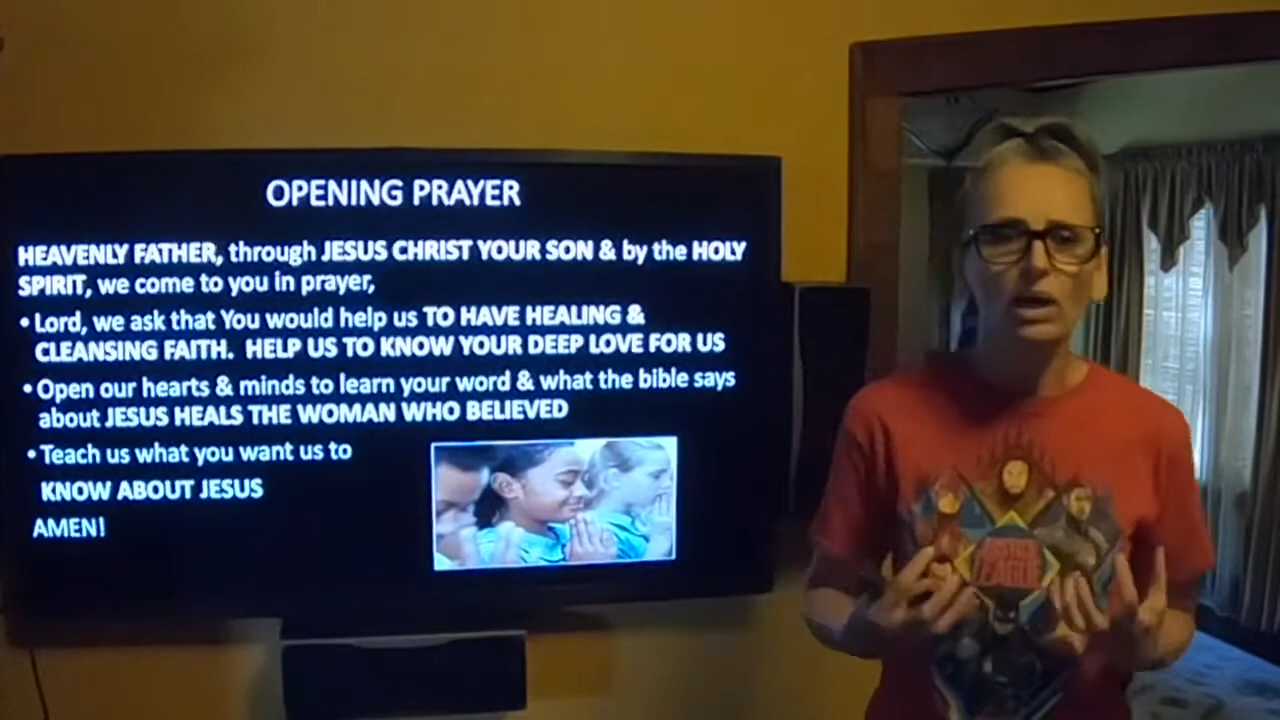 OPENING PRAYER
HEAVENLY FATHER, through JESUS CHRIST YOUR SON & by the HOLY
SPIRIT, we come to you in prayer,
• Lord, we ask that You would help us TO HAVE HEALING &
CLEANSING FAITH. HELP US TO KNOW YOUR DEEP LOVE FOR US
• Open our hearts & minds to learn your word & what the bible says
about JESUS HEALS THE WOMAN WHO BELIEVED
• Teach us what you want us to
KNOW ABOUT JESUS
AMEN!
JUSTICE
LEAGUE